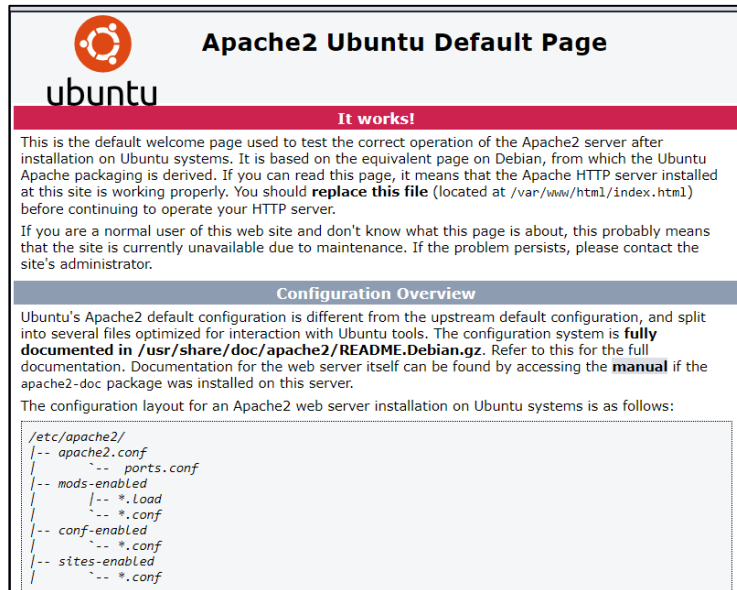 Apache2 Ubuntu Default Page
ubuntu
It works!
This is the default welcome page used to test the correct operation of the Apache2 server after
installation on Ubuntu systems. It is based on the equivalent page on Debian, from which the Ubuntu
Apache packaging is derived. If you can read this page, it means that the Apache HTTP server installed
at this site is working properly. You should replace this file (located at /var/www/html/index.html)
before continuing to operate your HTTP server.
If you are a normal user of this web site and don't know what this page is about, this probably means
that the site is currently unavailable due to maintenance. If the problem persists, please contact the
site's administrator.
Configuration Overview
Ubuntu's Apache2 default configuration is different from the upstream default configuration, and split
into several files optimized for interaction with Ubuntu tools. The configuration system is fully
documented in /usr/share/doc/apache2/README.Debian.gz. Refer to this for the full
documentation. Documentation for the web server itself can be found by accessing the manual if the
apache2-doc package was installed on this server.
The configuration layout for an Apache2 web server installation on Ubuntu systems is as follows:
/etc/apache2/
|-- apache2.conf
|       `--  ports.conf
|-- mods-enabled
|       |-- *.load
|       `-- *.conf
|-- conf-enabled
|       `-- *.conf
|-- sites-enabled
|       `-- *.conf